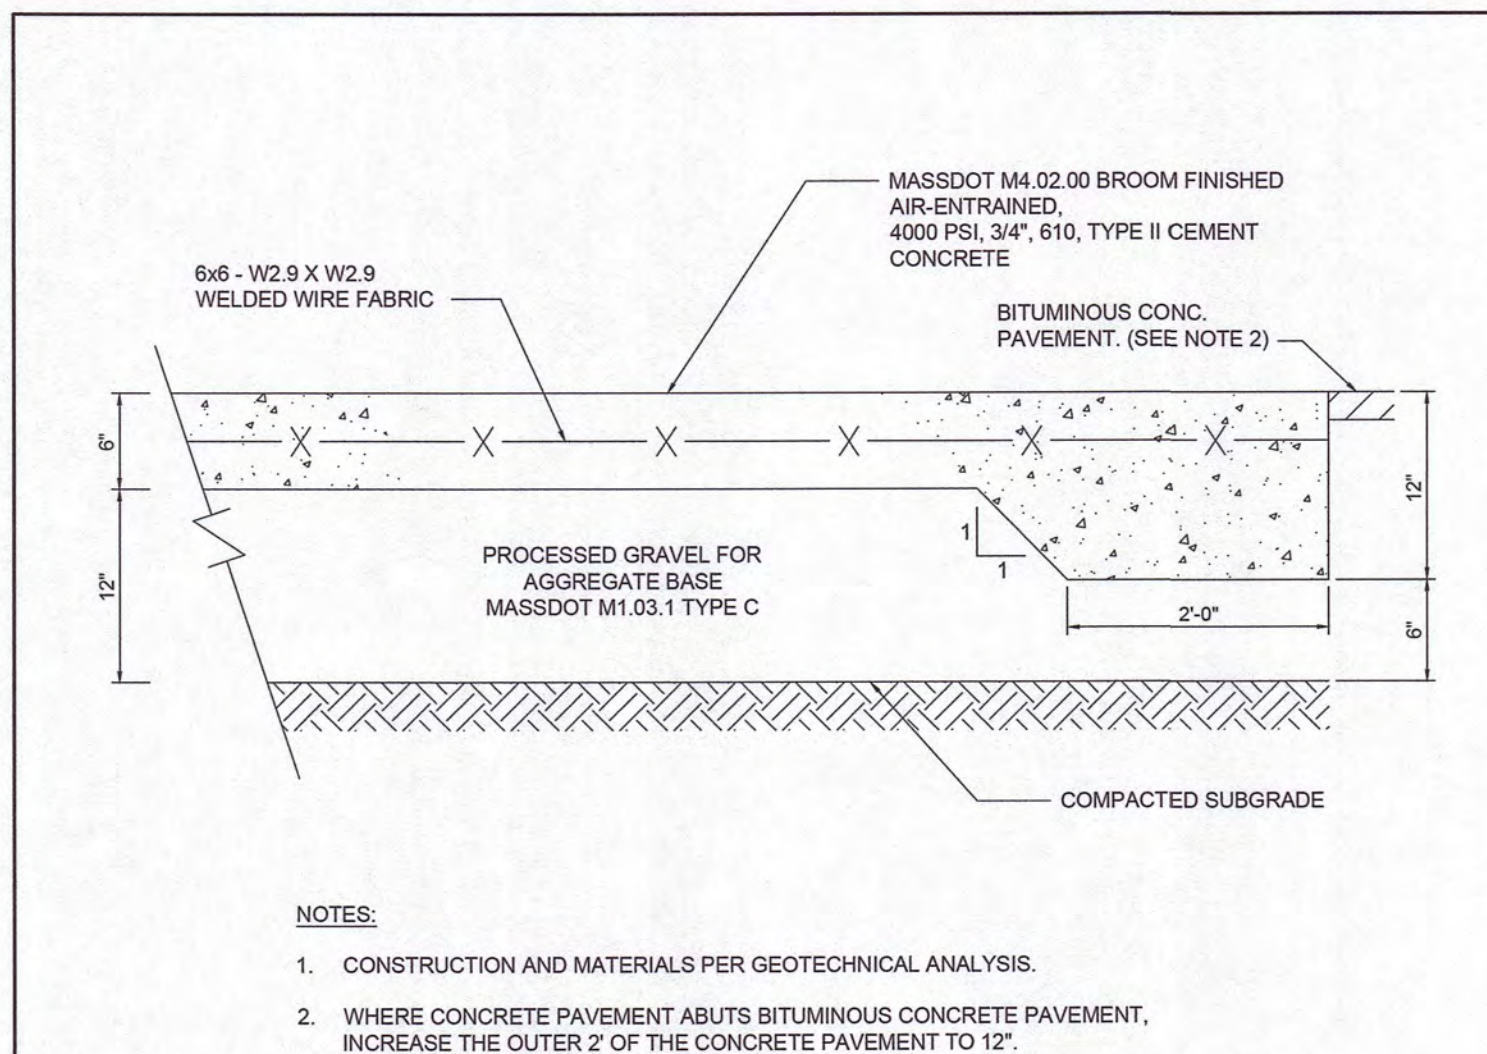 MASSDOT M4.02.00 BROOM FINISHED
AIR-ENTRAINED,
4000 PSI, 3/4", 610, TYPE II CEMENT
CONCRETE
6x6 - W2.9 X W2.9
WELDED WIRE FABRIC
BITUMINOUS CONC.
PAVEMENT. (SEE NOTE 2)
6"
12"
12"
6"
1
1
PROCESSED GRAVEL FOR
AGGREGATE BASE
MASSDOT M1.03.1 TYPE C
2'-0"
COMPACTED SUBGRADE
NOTES:
1. CONSTRUCTION AND MATERIALS PER GEOTECHNICAL ANALYSIS.
2. WHERE CONCRETE PAVEMENT ABUTS BITUMINOUS CONCRETE PAVEMENT,
INCREASE THE OUTER 2' OF THE CONCRETE PAVEMENT TO 12".